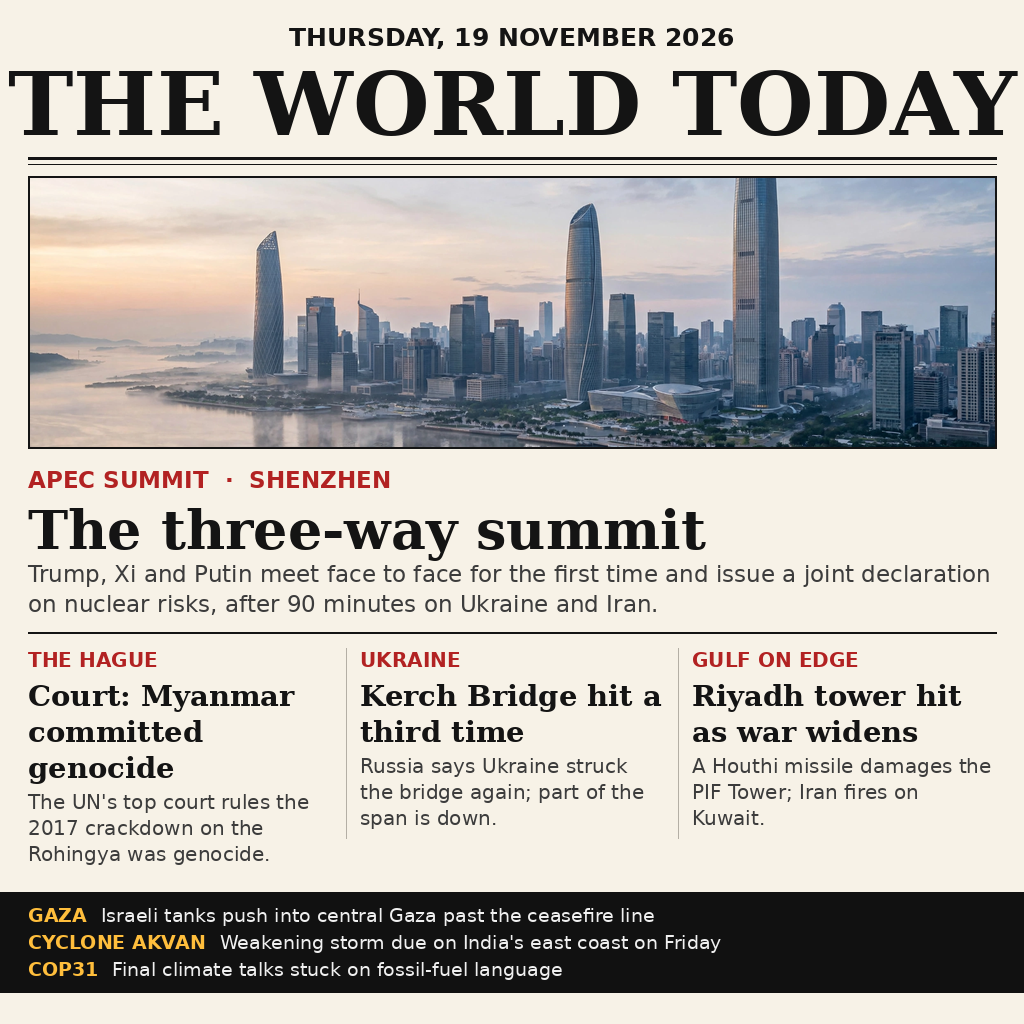 THURSDAY, 19 NOVEMBER 2026
THE WORLD TODAY
APEC SUMMIT · SHENZHEN
The three-way summit
Trump, Xi and Putin meet face to face for the first time and issue a joint declaration
on nuclear risks, after 90 minutes on Ukraine and Iran.
THE HAGUE
Court: Myanmar
committed
genocide
The UN's top court rules the
2017 crackdown on the
Rohingya was genocide.
UKRAINE
Kerch Bridge hit a
third time
Russia says Ukraine struck
the bridge again; part of the
span is down.
GULF ON EDGE
Riyadh tower hit
as war widens
A Houthi missile damages the
PIF Tower; Iran fires on
Kuwait.
GAZA Israeli tanks push into central Gaza past the ceasefire line
CYCLONE AKVAN Weakening storm due on India's east coast on Friday
COP31 Final climate talks stuck on fossil-fuel language